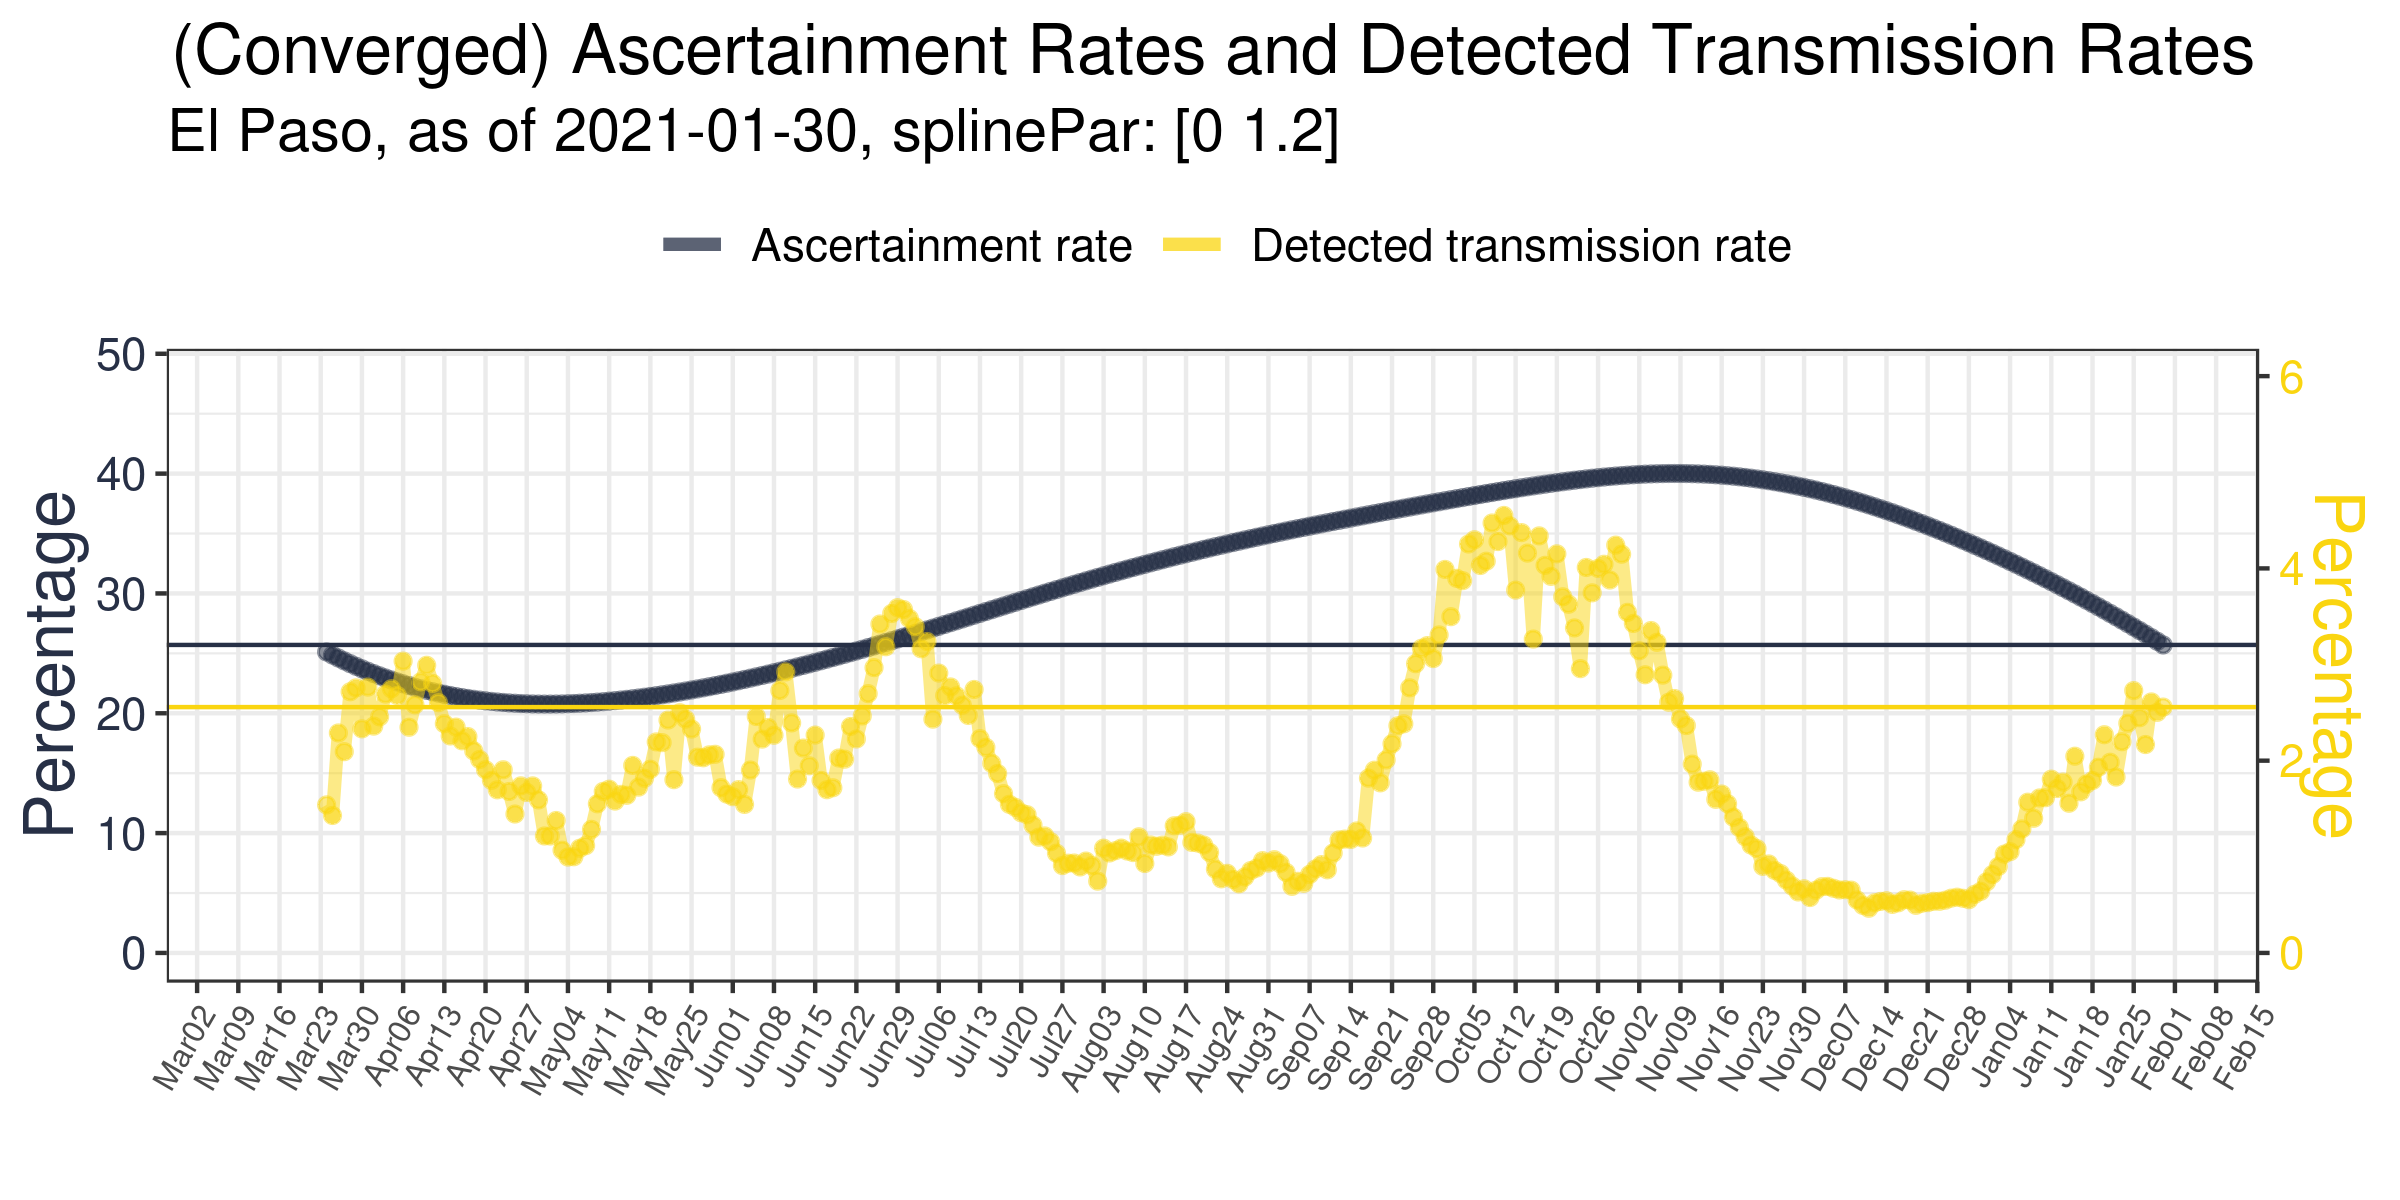 (Converged) Ascertainment Rates and Detected Transmission Rates
El Paso, as of 2021-01-30, splinePar: [0 1.2]
Ascertainment rate Detected transmission rate
Percentage
50
40
30
20
10
0
6
4
2
0
Percentage
Mar02 Mar09 Mar16 Mar23 Mar30 Apr06 Apr13 Apr20 Apr27 May04 May11 May18 May25 Jun01 Jun08 Jun15 Jun22 Jun29 Jul06 Jul13 Jul20 Jul27 Aug03 Aug10 Aug17 Aug24 Aug31 Sep07 Sep14 Sep21 Sep28 Oct05 Oct12 Oct19 Oct26 Nov02 Nov09 Nov16 Nov23 Nov30 Dec07 Dec14 Dec21 Dec28 Jan04 Jan11 Jan18 Jan25 Feb01 Feb08 Feb15